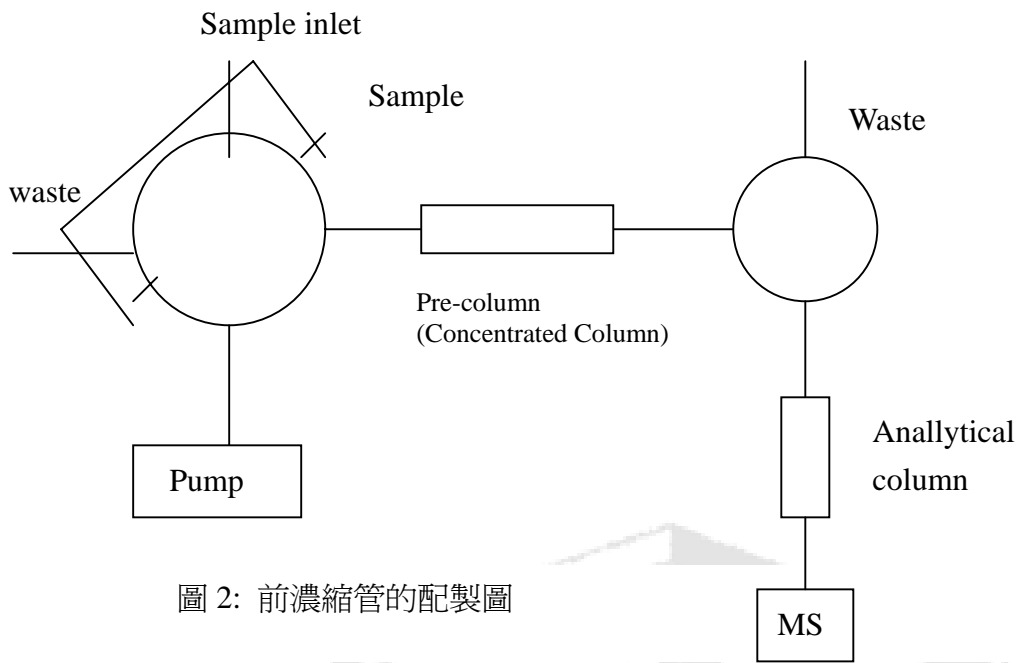 Sample inlet
Sample
Waste
waste
Pre-column
(Concentrated Column)
Anallytical
column
Pump
圖 2: 前濃縮管的配製圖
MS